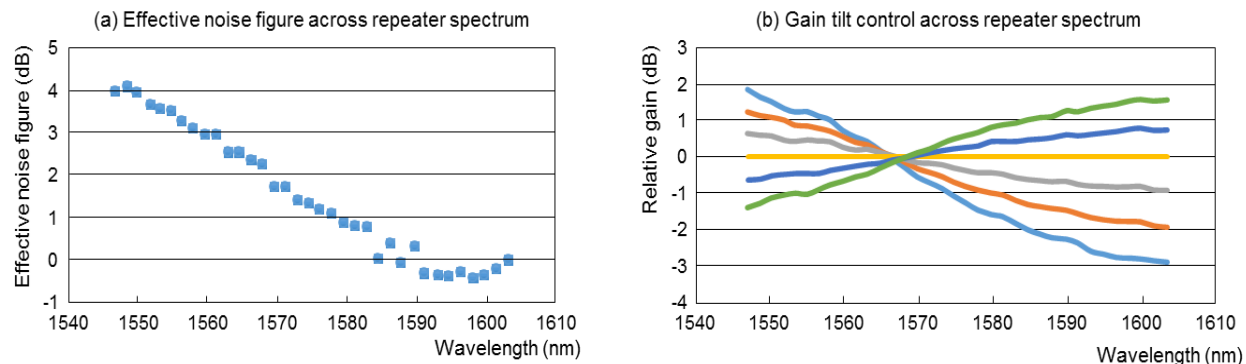 (a) Effective noise figure across repeater spectrum
Effective noise figure (dB)
5
4
3
2
1
0
-1
1540 1550 1560 1570 1580 1590 1600 1610
Wavelength (nm)
(b) Gain tilt control across repeater spectrum
Relative gain (dB)
3
2
1
0
-1
-2
-3
-4
1540 1550 1560 1570 1580 1590 1600 1610
Wavelength (nm)